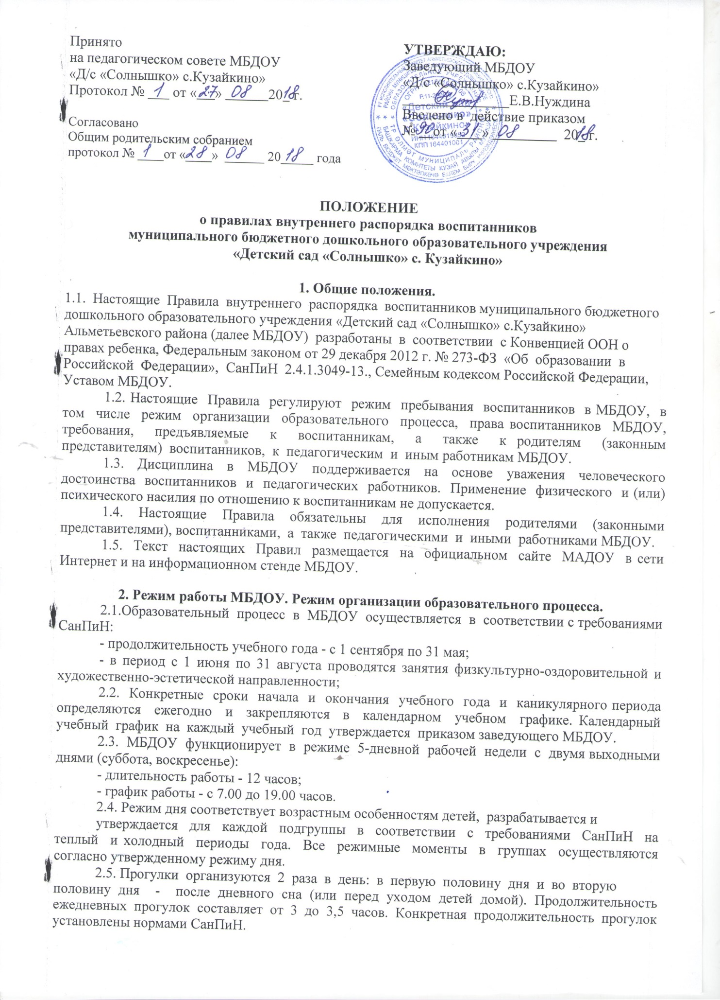 Принято
на педагогическом совете МБДОУ
«Д/с «Солнышко» с.Кузайкино»
Протокол № 1 от «27» 08 2018г.
Согласовано
Общим родительским собранием
протокол № 1 от «28» 08 20 18 года
УТВЕРЖДАЮ:
Заведующий МБДОУ
«Д/с «Солнышко» с.Кузайкино»
Е.В.Нуждина
Введено в действие приказом
№ 90 от «31» 08 2018г.
ПОЛОЖЕНИЕ
о правилах внутреннего распорядка воспитанников
муниципального бюджетного дошкольного образовательного учреждения
«Детский сад «Солнышко» с. Кузайкино»
1. Общие положения.
1.1. Настоящие Правила внутреннего распорядка воспитанников муниципального бюджетного
дошкольного образовательного учреждения «Детский сад «Солнышко» с.Кузайкино»
Альметьевского района (далее МБДОУ) разработаны в соответствии с Конвенцией ООН о
правах ребенка, Федеральным законом от 29 декабря 2012 г. № 273-ФЗ «Об образовании в
Российской Федерации», СанПиН 2.4.1.3049-13., Семейным кодексом Российской Федерации,
Уставом МБДОУ.
1.2. Настоящие Правила регулируют режим пребывания воспитанников в МБДОУ, в
том числе режим организации образовательного процесса, права воспитанников МБДОУ,
требования, предъявляемые к воспитанникам, а также к родителям (законным
представителям) воспитанников, к педагогическим и иным работникам МБДОУ.
1.3. Дисциплина в МБДОУ поддерживается на основе уважения человеческого
достоинства воспитанников и педагогических работников. Применение физического и (или)
психического насилия по отношению к воспитанникам не допускается.
1.4. Настоящие Правила обязательны для исполнения родителями (законными
представителями), воспитанниками, а также педагогическими и иными работниками МБДОУ.
1.5. Текст настоящих Правил размещается на официальном сайте МАДОУ в сети
Интернет и на информационном стенде МБДОУ.
2. Режим работы МБДОУ. Режим организации образовательного процесса.
2.1.Образовательный процесс в МБДОУ осуществляется в соответствии с требованиями
СанПиН:
- продолжительность учебного года - с 1 сентября по 31 мая;
- в период с 1 июня по 31 августа проводятся занятия физкультурно-оздоровительной и
художественно-эстетической направленности;
2.2. Конкретные сроки начала и окончания учебного года и каникулярного периода
определяются ежегодно и закрепляются в календарном учебном графике. Календарный
учебный график на каждый учебный год утверждается приказом заведующего МБДОУ.
2.3. МБДОУ функционирует в режиме 5-дневной рабочей недели с двумя выходными
днями (суббота, воскресенье):
- длительность работы - 12 часов;
- график работы - с 7.00 до 19.00 часов.
2.4. Режим дня соответствует возрастным особенностям детей, разрабатывается и
утверждается для каждой подгруппы в соответствии с требованиями СанПиН на
теплый и холодный периоды года. Все режимные моменты в группах осуществляются
согласно утвержденному режиму дня.
2.5. Прогулки организуются 2 раза в день: в первую половину дня и во вторую
половину дня - после дневного сна (или перед уходом детей домой). Продолжительность
ежедневных прогулок составляет от 3 до 3,5 часов. Конкретная продолжительность прогулок
установлены нормами СанПиН.